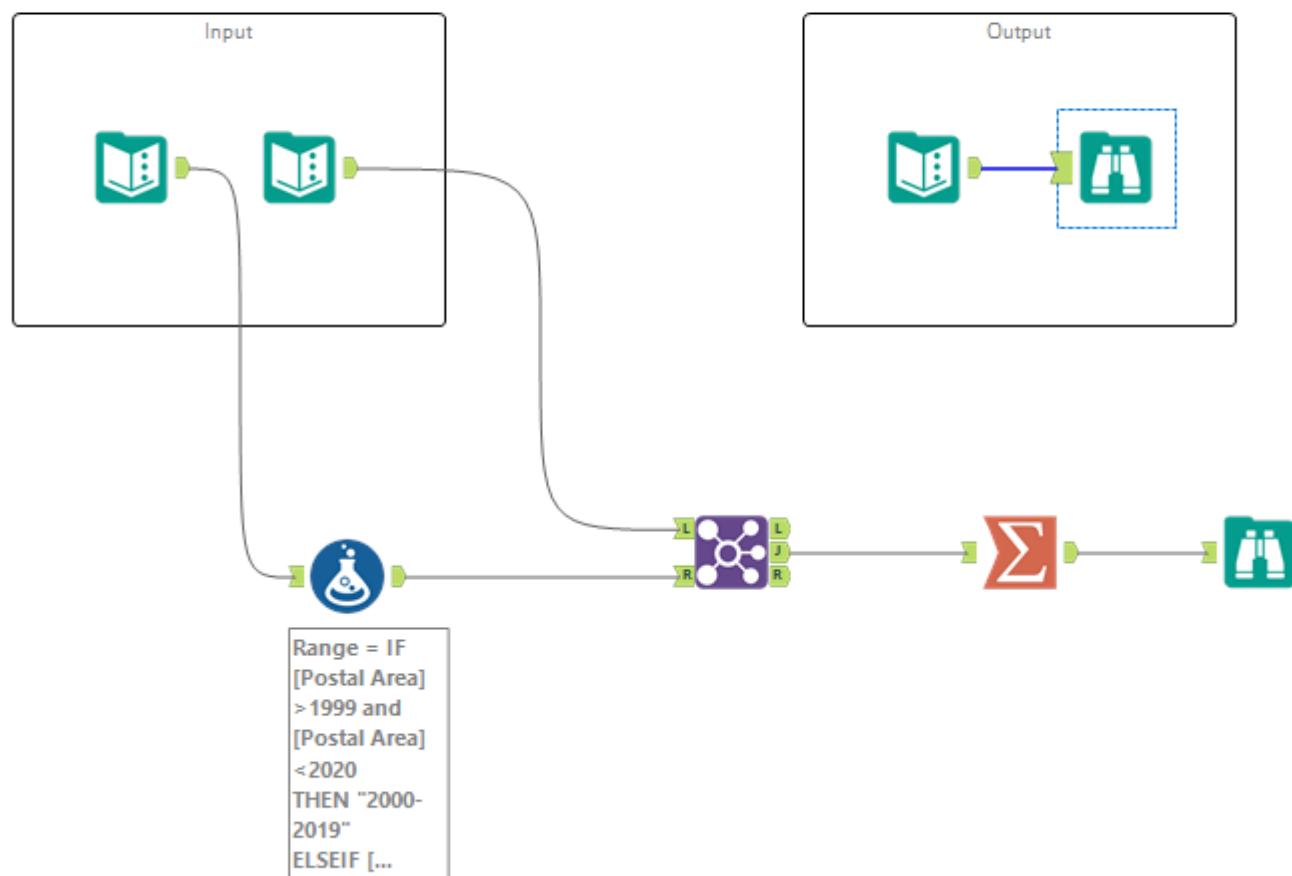 Input
Output
L
R
L
J
R
Range = IF
[Postal Area]
>1999 and
[Postal Area]
<2020
THEN "2000-
2019"
ELSEIF [...